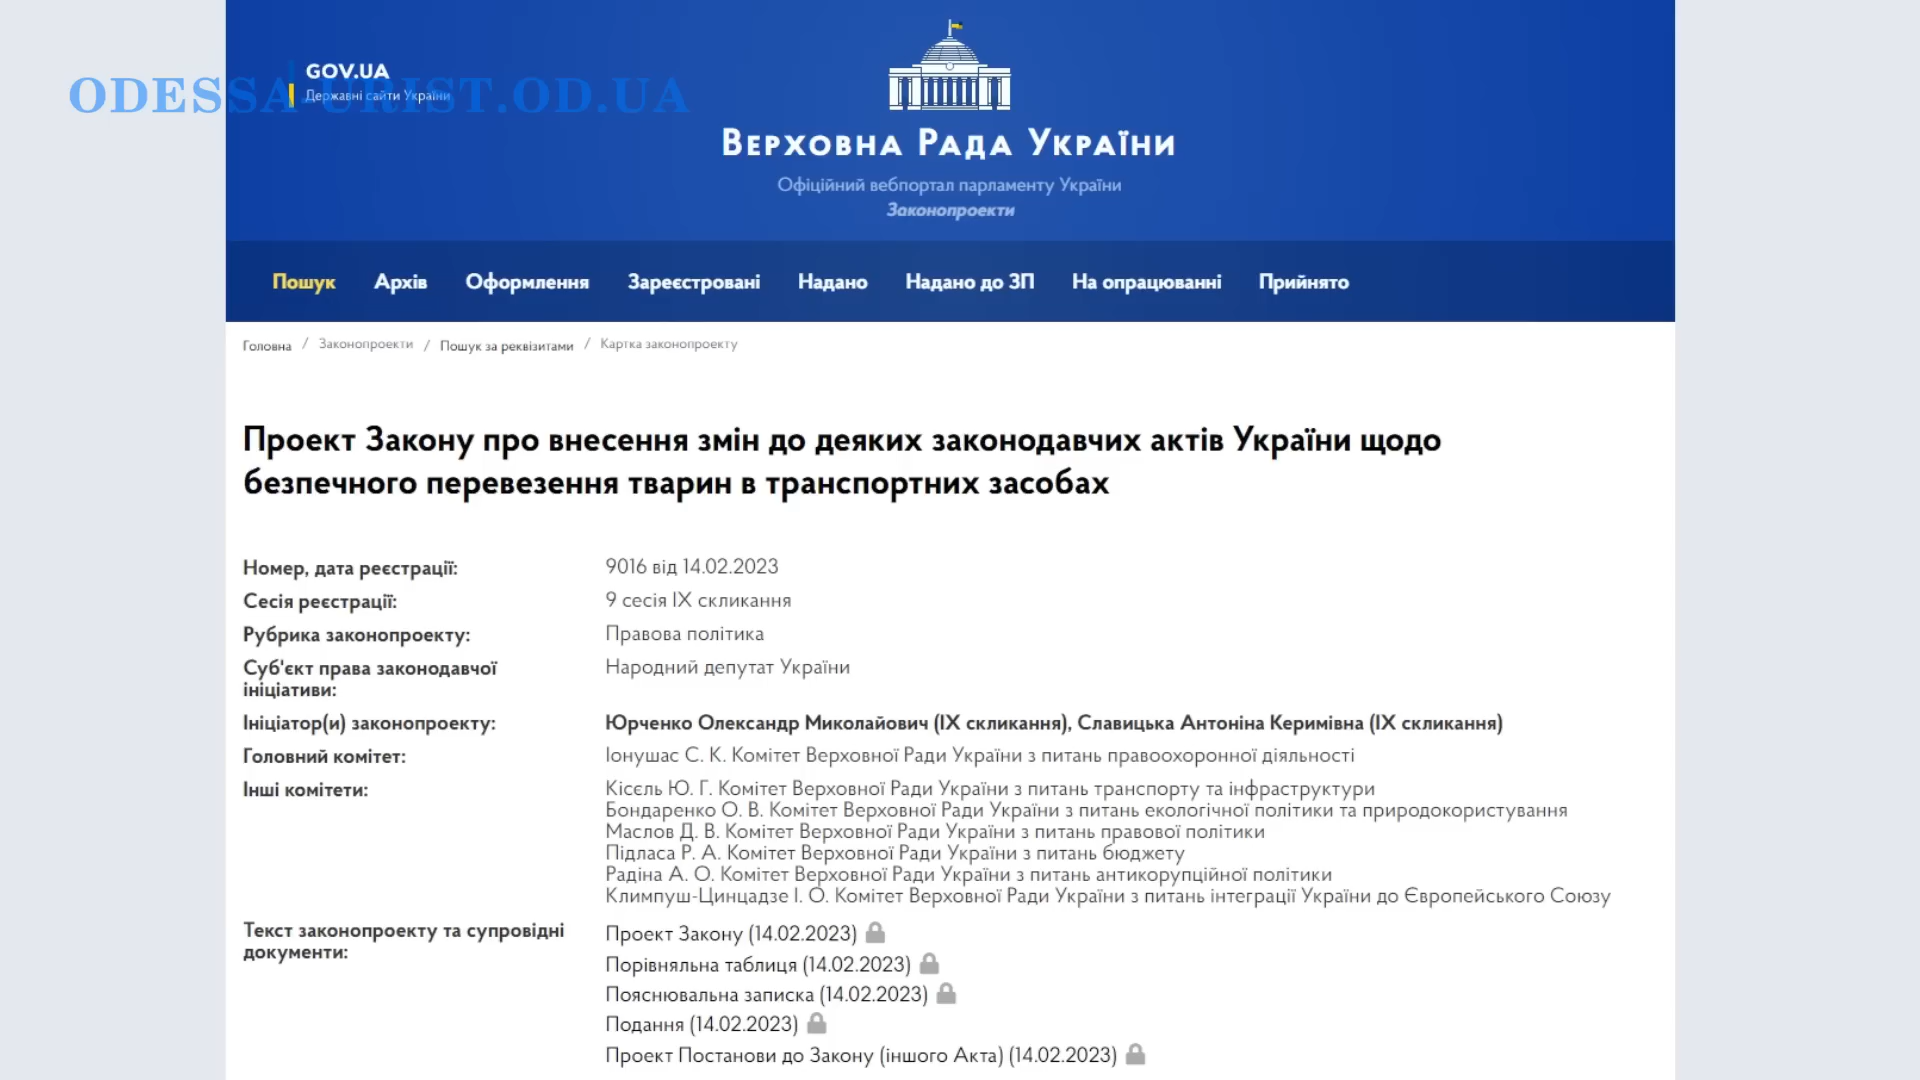 GOV.UA
Державні сайти України
ODESSA-URIST.OD.UA
Верховна Рада України
Офіційний вебпортал парламенту України
Законопроекти
Пошук Архів Оформлення Зареєстровані Надано Надано до ЗП На опрацюванні Прийнято
Головна / Законопроекти / Пошук за реквізитами / Картка законопроекту
Проект Закону про внесення змін до деяких законодавчих актів України щодо
безпечного перевезення тварин в транспортних засобах
Номер, дата реєстрації: 9016 від 14.02.2023
Сесія реєстрації: 9 сесія IX скликання
Рубрика законопроекту: Правова політика
Суб'єкт права законодавчої
ініціативи: Народний депутат України
Ініціатор(и) законопроекту: Юрченко Олександр Миколайович (IX скликання), Славицька Антоніна Керимівна (IX скликання)
Головний комітет: Іонушас С. К. Комітет Верховної Ради України з питань правоохоронної діяльності
Інші комітети: Кісєль Ю. Г. Комітет Верховної Ради України з питань транспорту та інфраструктури
Бондаренко О. В. Комітет Верховної Ради України з питань екологічної політики та природокористування
Маслов Д. В. Комітет Верховної Ради України з питань правової політики
Підласа Р. А. Комітет Верховної Ради України з питань бюджету
Радіна А. О. Комітет Верховної Ради України з питань антикорупційної політики
Климпуш-Цинцадзе І. О. Комітет Верховної Ради України з питань інтеграції України до Європейського Союзу
Текст законопроекту та супровідні
документи: Проект Закону (14.02.2023)
Порівняльна таблиця (14.02.2023)
Пояснювальна записка (14.02.2023)
Подання (14.02.2023)
Проект Постанови до Закону (іншого Акта) (14.02.2023)